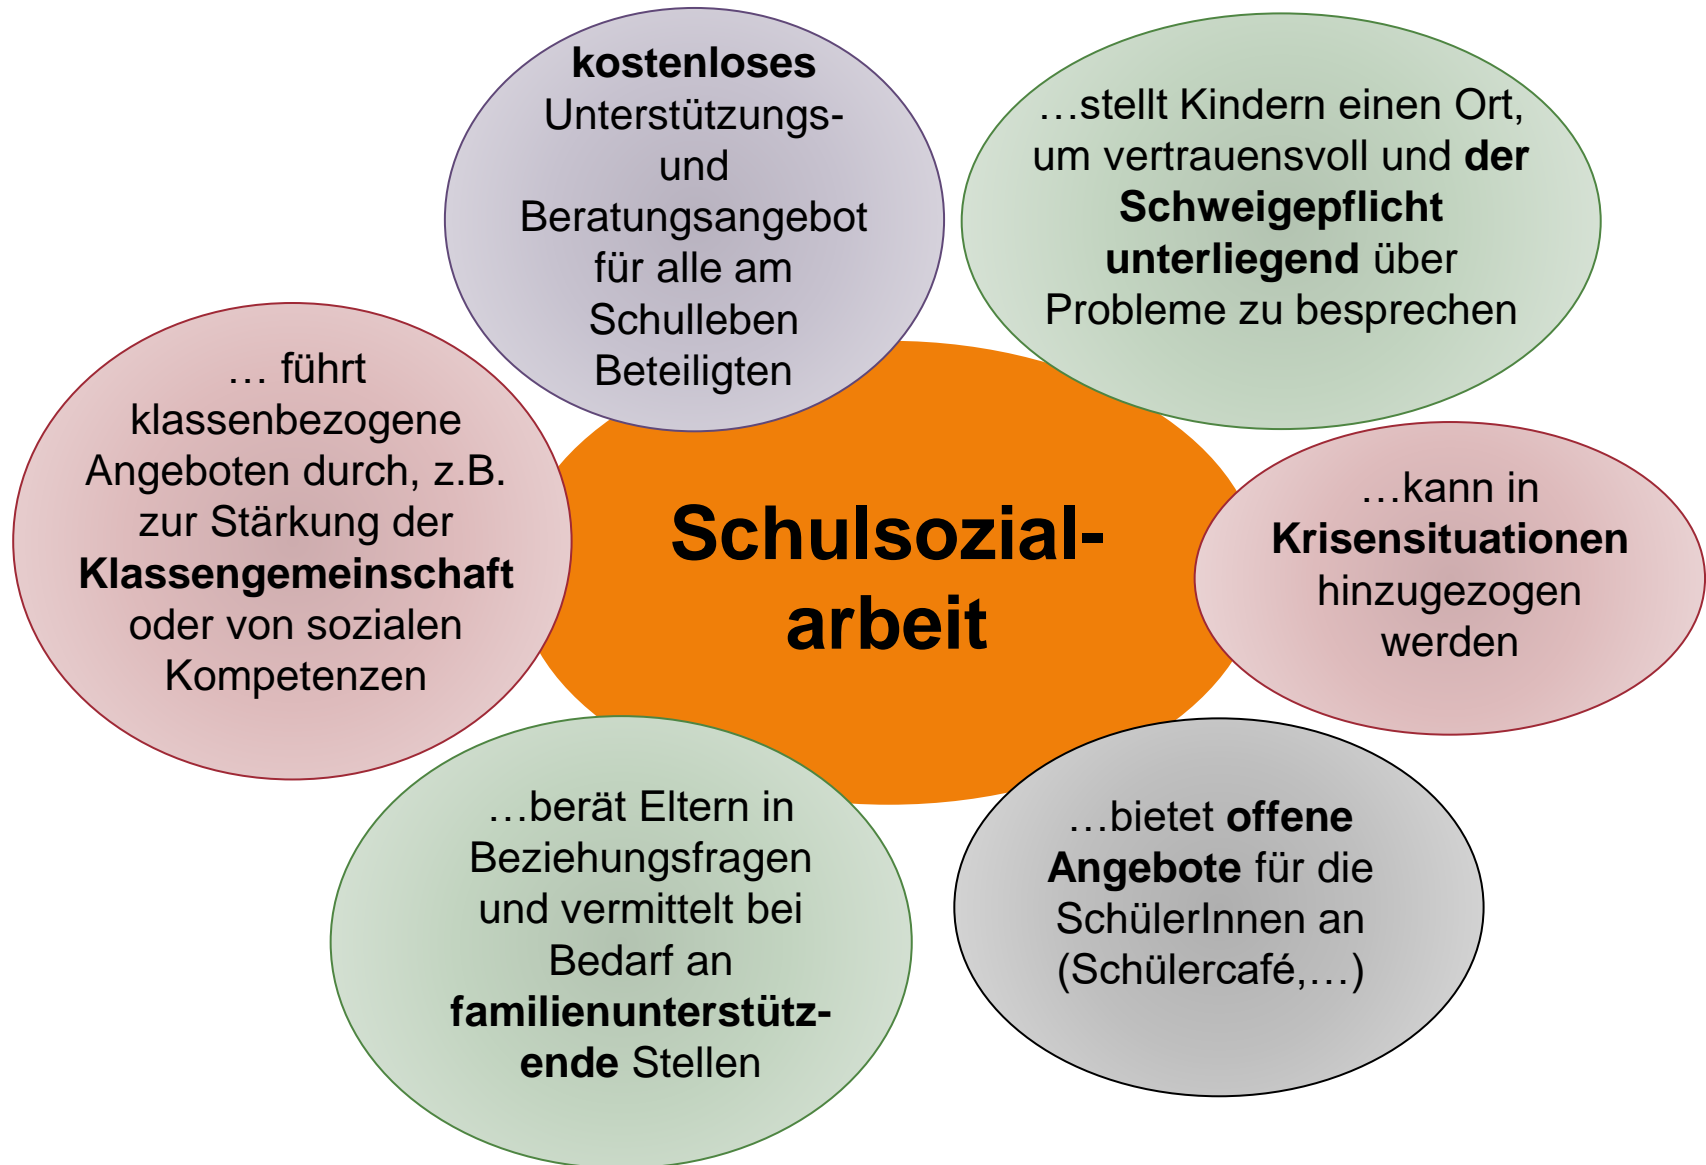 kostenloses
Unterstützungs-
und
Beratungsangebot
für alle am
Schulleben
Beteiligten
…stellt Kindern einen Ort,
um vertrauensvoll und der
Schweigepflicht
unterliegend über
Probleme zu besprechen
… führt
klassenbezogene
Angeboten durch, z.B.
zur Stärkung der
Klassengemeinschaft
oder von sozialen
Kompetenzen
Schulsozial-
arbeit
…kann in
Krisensituationen
hinzugezogen
werden
…berät Eltern in
Beziehungsfragen
und vermittelt bei
Bedarf an
familienunterstütz-
ende Stellen
…bietet offene
Angebote für die
SchülerInnen an
(Schülercafé,…)